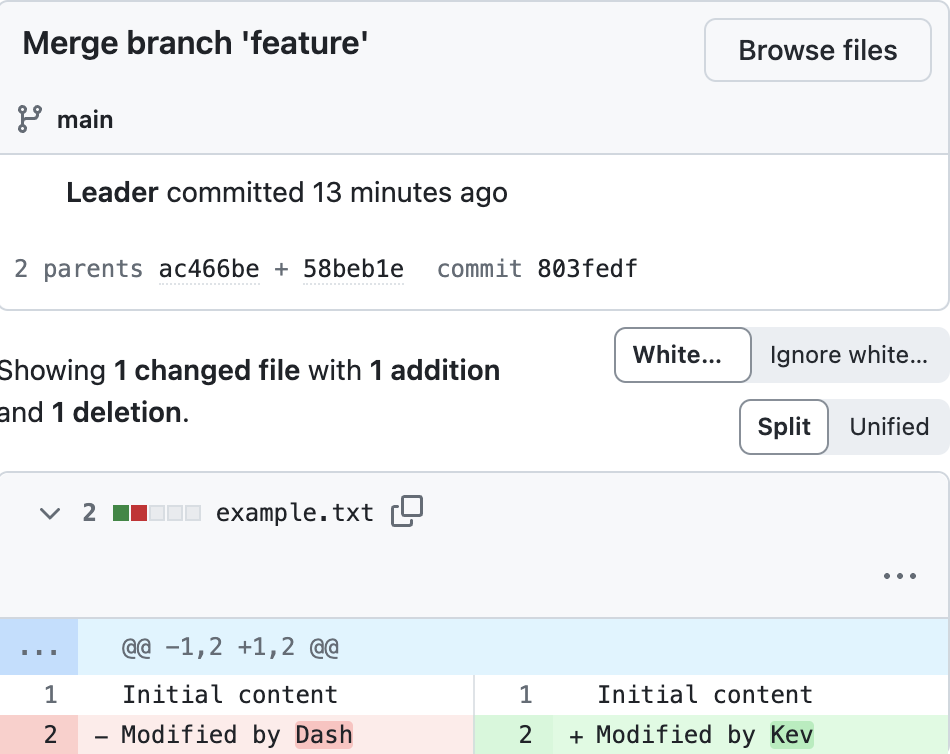 Merge branch 'feature'
Browse files
main
Leader committed 13 minutes ago
2 parents ac466be + 58beb1e commit 803fedf
Showing 1 changed file with 1 addition
and 1 deletion.
White...
Ignore white...
Split
Unified
2 example.txt
...
... @@ -1,2 +1,2 @@
1 Initial content
1 Initial content
2 - Modified by Dash
2 + Modified by Kev